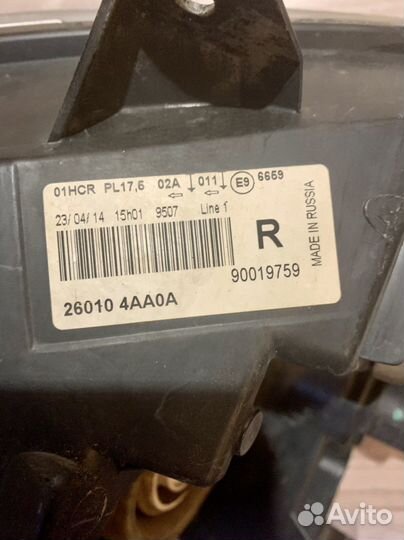 01HCR PL17,5 02A 011 E9 6659
23/04/14 15h01 9507 Line 1
R
90019759
26010 4AA0A
MADE IN RUSSIA
Avito